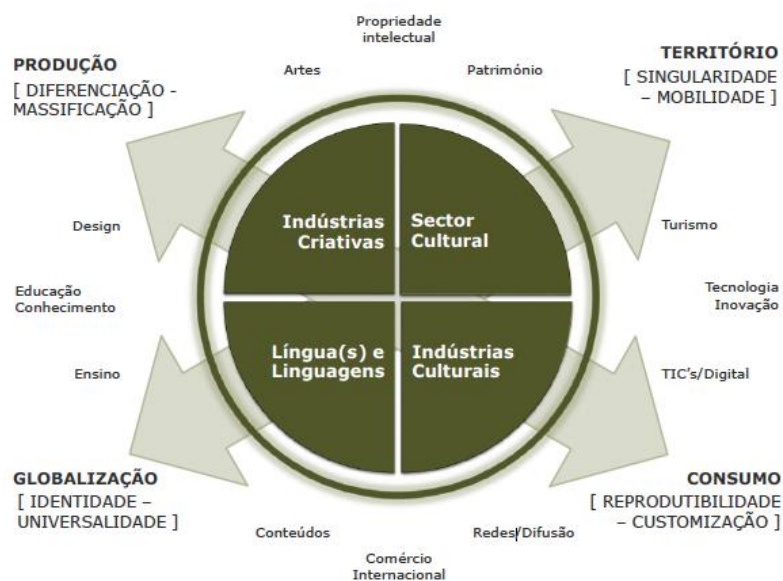 Propriedade
intelectual
PRODUÇÃO
[ DIFERENCIAÇÃO -
MASSIFICAÇÃO ]
Artes
Património
TERRITÓRIO
[ SINGULARIDADE
– MOBILIDADE ]
Design
Indústrias
Criativas
Sector
Cultural
Turismo
Educação
Conhecimento
Tecnologia
Inovação
Ensino
Língua(s) e
Linguagens
Indústrias
Culturais
TIC's/Digital
GLOBALIZAÇÃO
[ IDENTIDADE –
UNIVERSALIDADE ]
CONSUMO
[ REPRODUTIBILIDADE
– CUSTOMIZAÇÃO ]
Conteúdos
Redes/Difusão
Comércio
Internacional